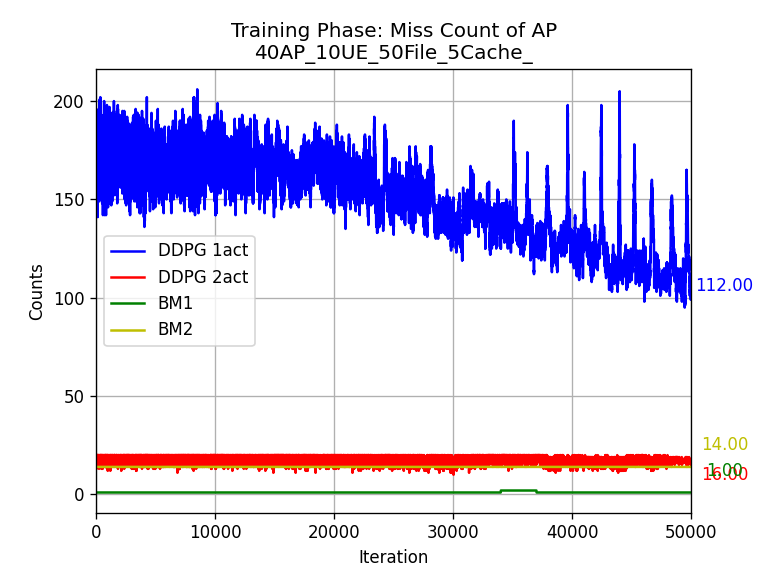 Training Phase: Miss Count of AP
40AP_10UE_50File_5Cache_
200
150
100
50
0
Counts
DDPG 1act
DDPG 2act
BM1
BM2
112.00
14.00
1.00
16.00
0
10000
20000
30000
40000
50000
Iteration